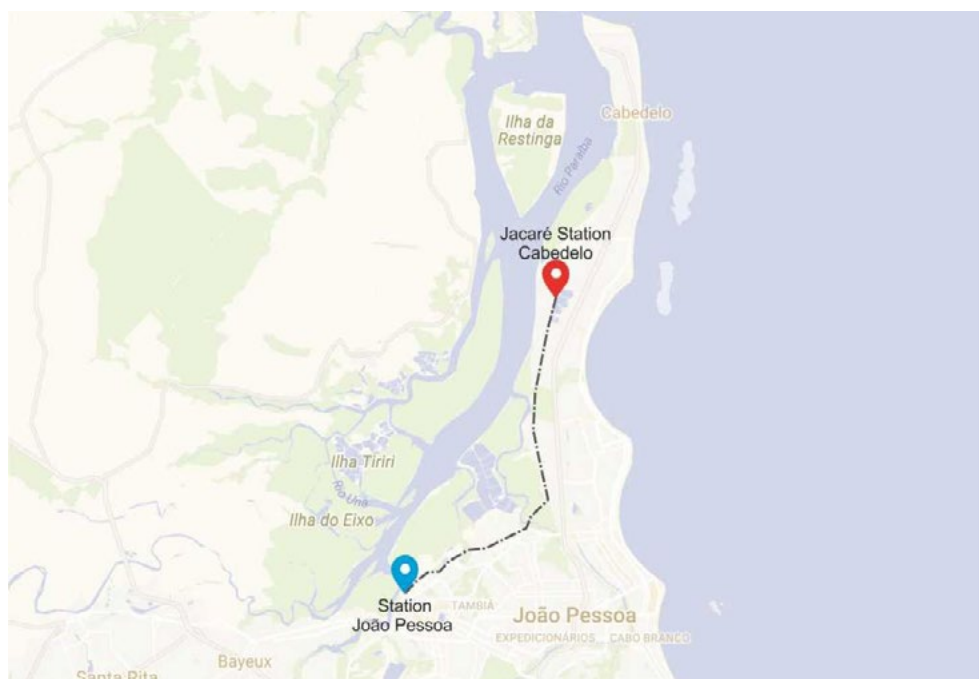 Cabedelo
Ilha da
Restinga
Rio Paraíba
Jacaré Station
Cabedelo
Ilha Tiriri
Rio Una
Ilha do Eixo
Station
João Pessoa
TAMBIÁ
João Pessoa
EXPEDICIONÁRIOS
CABO BRANCO
Bayeux
Santa Rita